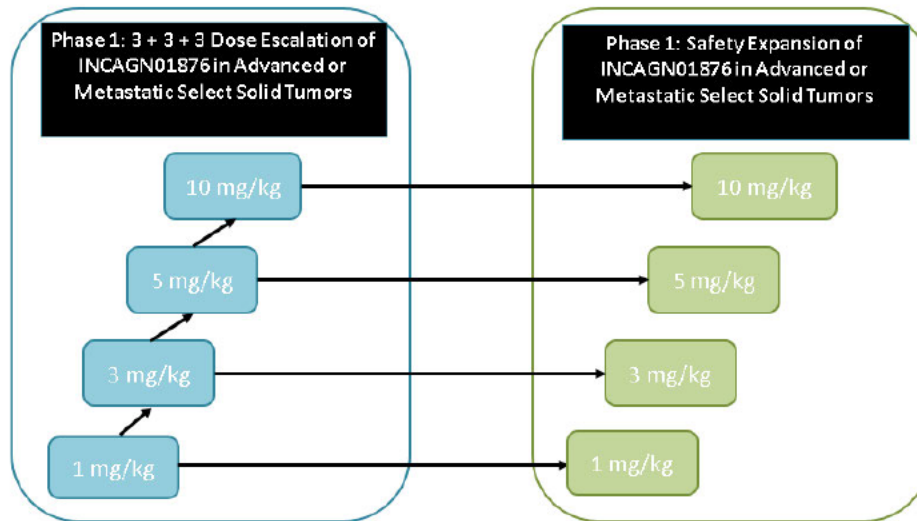 Phase 1: 3 + 3 + 3 Dose Escalation of
INCAGN01876 in Advanced or
Metastatic Select Solid Tumors
Phase 1: Safety Expansion of
INCAGN01876 in Advanced or
Metastatic Select Solid Tumors
10 mg/kg
10 mg/kg
5 mg/kg
5 mg/kg
3 mg/kg
3 mg/kg
1 mg/kg
1 mg/kg